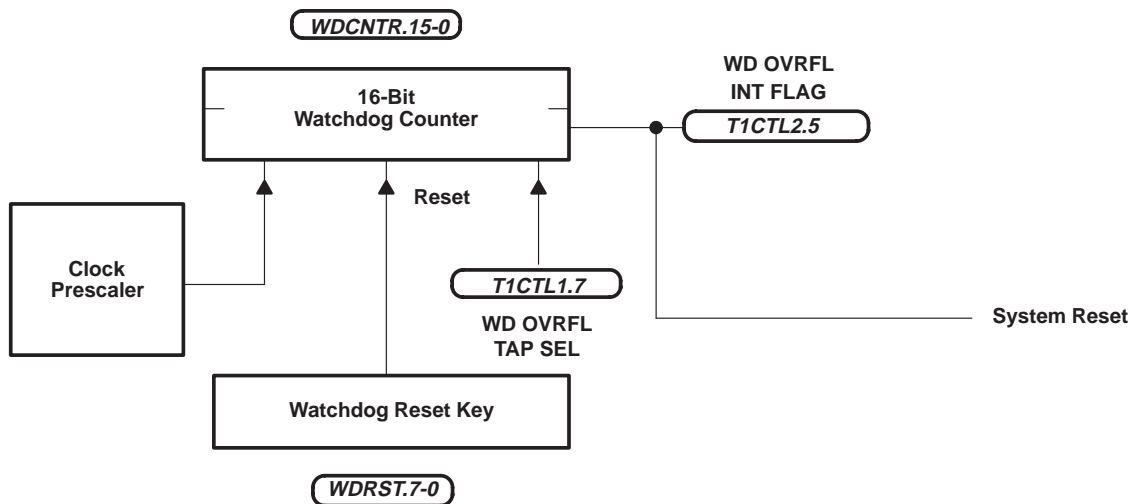 WDCNTR.15-0
16-Bit
Watchdog Counter
WD OVRFL
INT FLAG
T1CTL2.5
Reset
Clock
Prescaler
T1CTL1.7
WD OVRFL
TAP SEL
System Reset
Watchdog Reset Key
WDRST.7-0